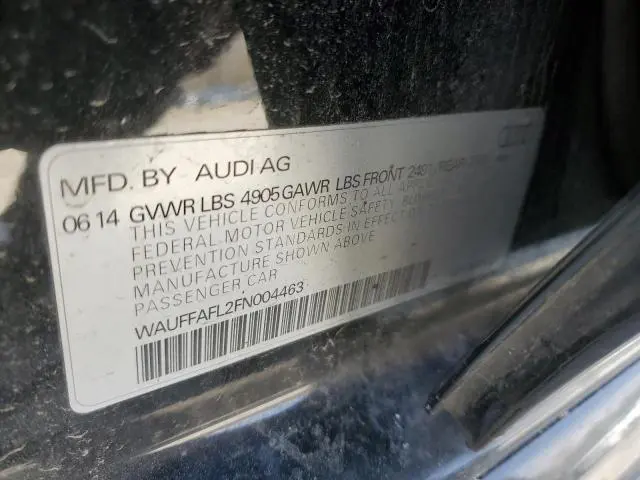 MFD. BY AUDI AG
06 14 GVWR LBS 4905 GAWR LBS FRONT REAR
THIS VEHICLE CONFORMS TO ALL
FEDERAL MOTOR VEHICLE SAFETY
PREVENTION STANDARDS IN EFFECT
MANUFACTURE SHOWN ABOVE
PASSENGER CAR
WAUFFAFL2FN004463